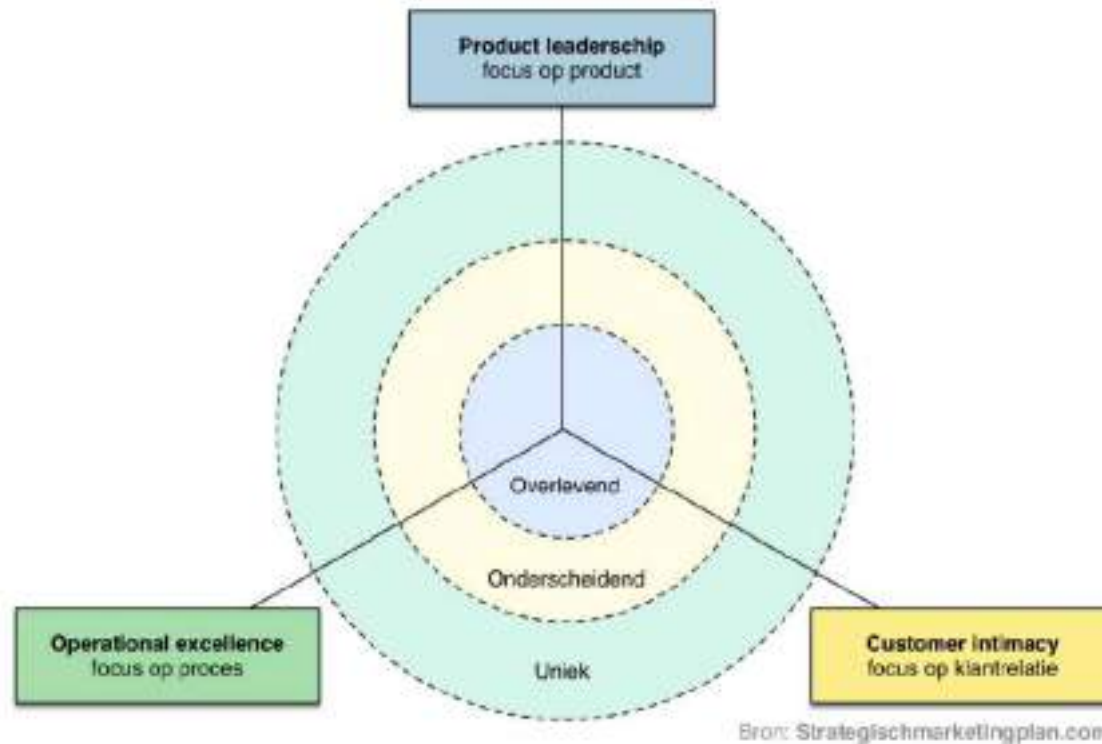 Product leaderschip
focus op product
Overlevend
Onderscheidend
Uniek
Operational excellence
focus op proces
Customer intimacy
focus op klantrelatie
Bron: Strategischmarketingplan.com